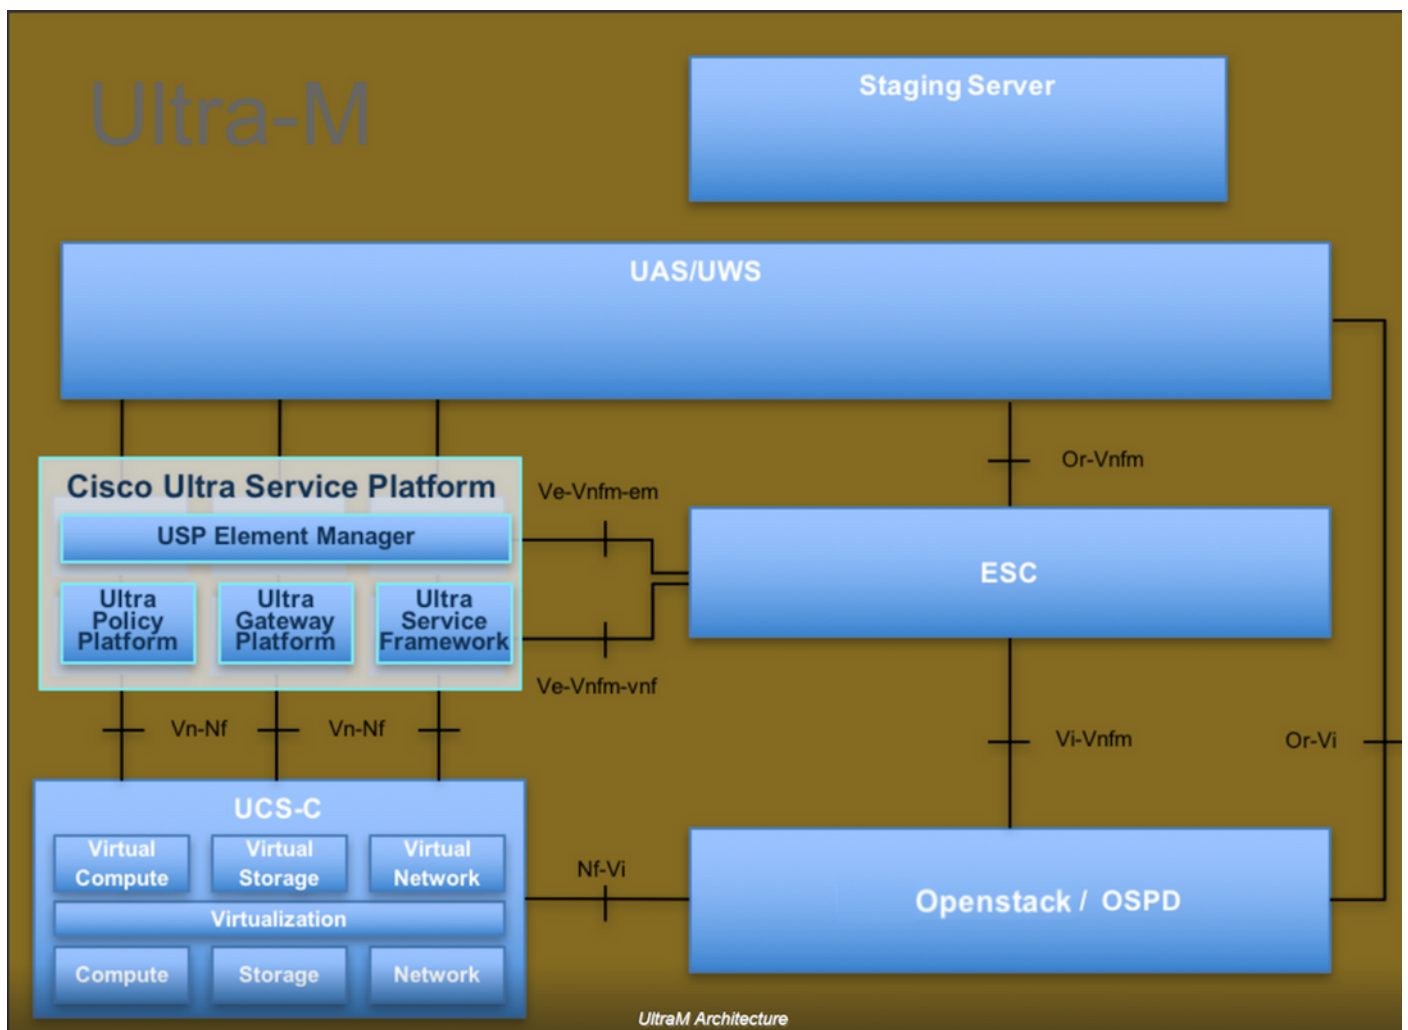 Ultra-M
Staging Server
UAS/UWS
Or-Vnfm
Cisco Ultra Service Platform
Ve-Vnfm-em
USP Element Manager
ESC
Ultra
Policy
Platform
Ultra
Gateway
Platform
Ultra
Service
Framework
Ve-Vnfm-vnf
Vn-Nf
Vn-Nf
Vi-Vnfm
Or-Vi
UCS-C
Virtual
Compute
Virtual
Storage
Virtual
Network
Nf-Vi
Openstack / OSPD
Virtualization
Compute
Storage
Network
UltraM Architecture